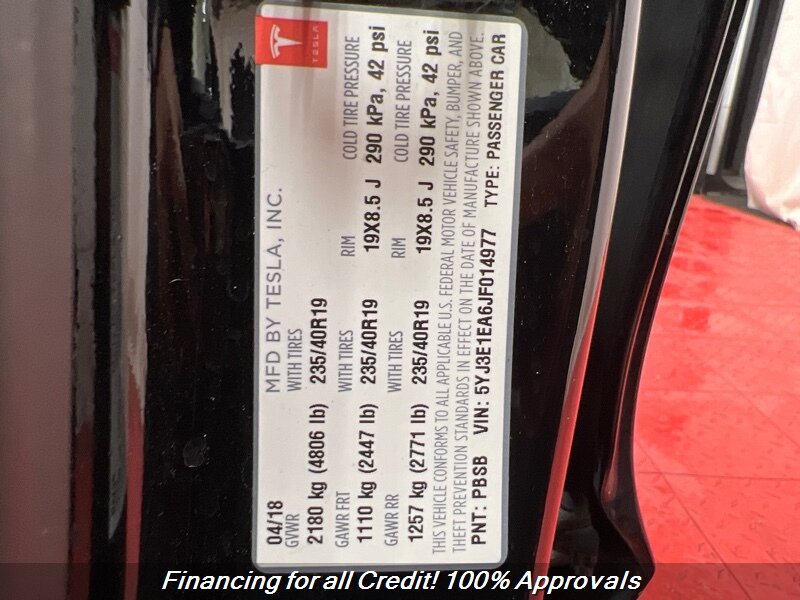 TESLA
04/18 MFD BY TESLA, INC.
GVWR WITH TIRES RIM COLD TIRE PRESSURE
2180 kg (4806 lb) 235/40R19 19X8.5 J 290 kPa, 42 psi
GAWR FRT WITH TIRES RIM COLD TIRE PRESSURE
1110 kg (2447 lb) 235/40R19 19X8.5 J 290 kPa, 42 psi
GAWR RR WITH TIRES
1257 kg (2771 lb) 235/40R19
THIS VEHICLE CONFORMS TO ALL APPLICABLE U.S. FEDERAL MOTOR VEHICLE SAFETY, BUMPER, AND
THEFT PREVENTION STANDARDS IN EFFECT ON THE DATE OF MANUFACTURE SHOWN ABOVE.
PNT: PBSB VIN: 5YJ3E1EA6JF014977 TYPE: PASSENGER CAR
Financing for all Credit! 100% Approvals